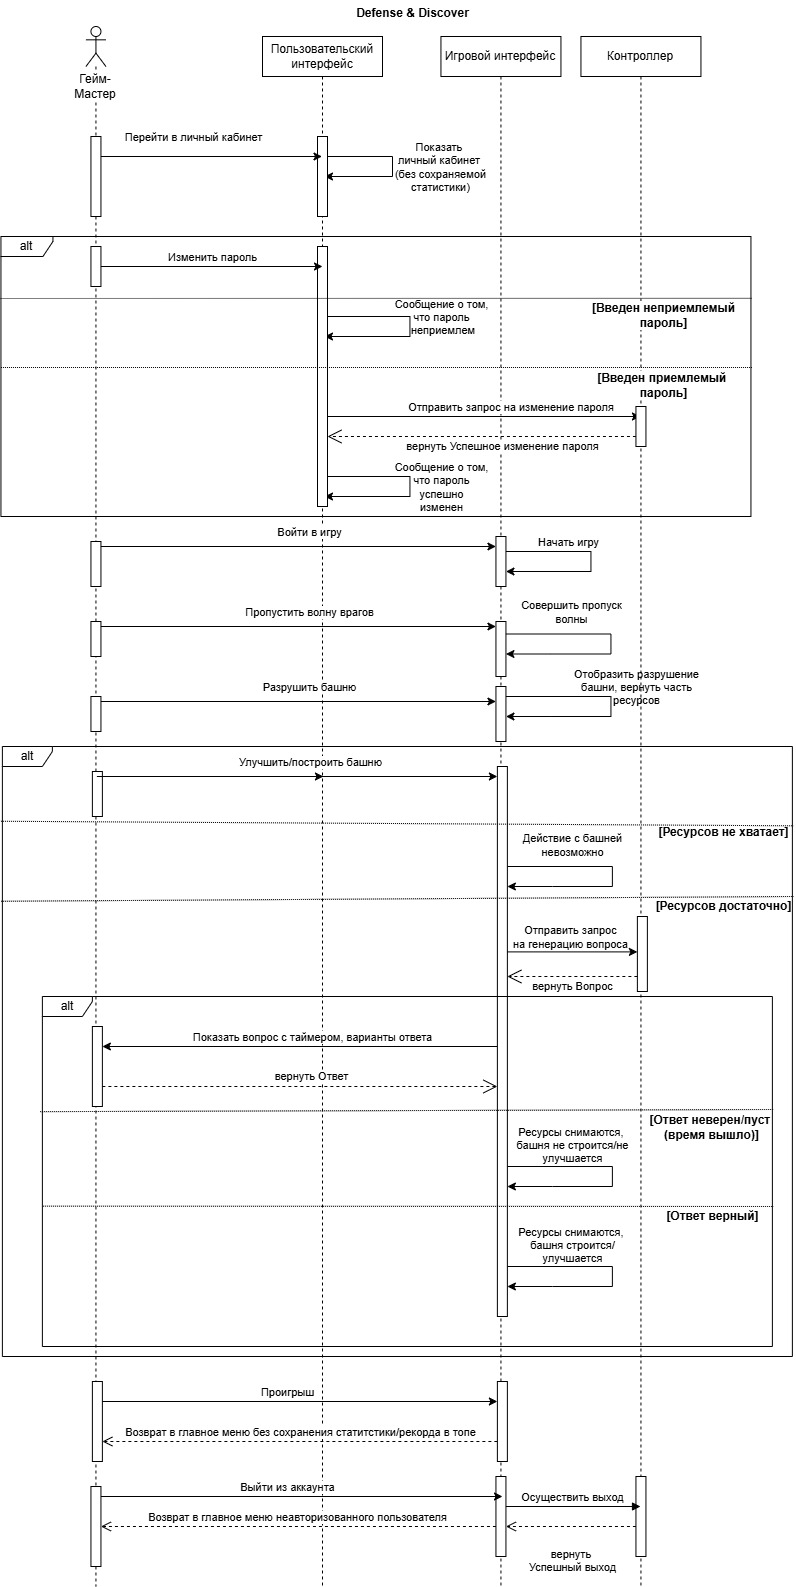 Defense & Discover
Гейм-
Мастер
Пользовательский
интерфейс
Игровой интерфейс
Контроллер
Перейти в личный кабинет
Показать
личный кабинет
(без сохраняемой
статистики)
alt
Изменить пароль
[Введен неприемлемый
пароль]
Сообщение о том,
что пароль
неприемлем
[Введен приемлемый
пароль]
Отправить запрос на изменение пароля
вернуть Успешное изменение пароля
Сообщение о том,
что пароль
успешно
изменен
Войти в игру
Начать игру
Пропустить волну врагов
Совершить пропуск
волны
Разрушить башню
Отобразить разрушение
башни, вернуть часть
ресурсов
alt
Улучшить/построить башню
[Ресурсов не хватает]
Действие с башней
невозможно
[Ресурсов достаточно]
Отправить запрос
на генерацию вопроса
вернуть Вопрос
alt
Показать вопрос с таймером, варианты ответа
вернуть Ответ
[Ответ неверен/пуст
(время вышло)]
Ресурсы снимаются,
башня не строится/не
улучшается
[Ответ верный]
Ресурсы снимаются,
башня строится/
улучшается
Проигрыш
Возврат в главное меню без сохранения статитстики/рекорда в топе
Выйти из аккаунта
Осуществить выход
Возврат в главное меню неавторизованного пользователя
вернуть
Успешный выход